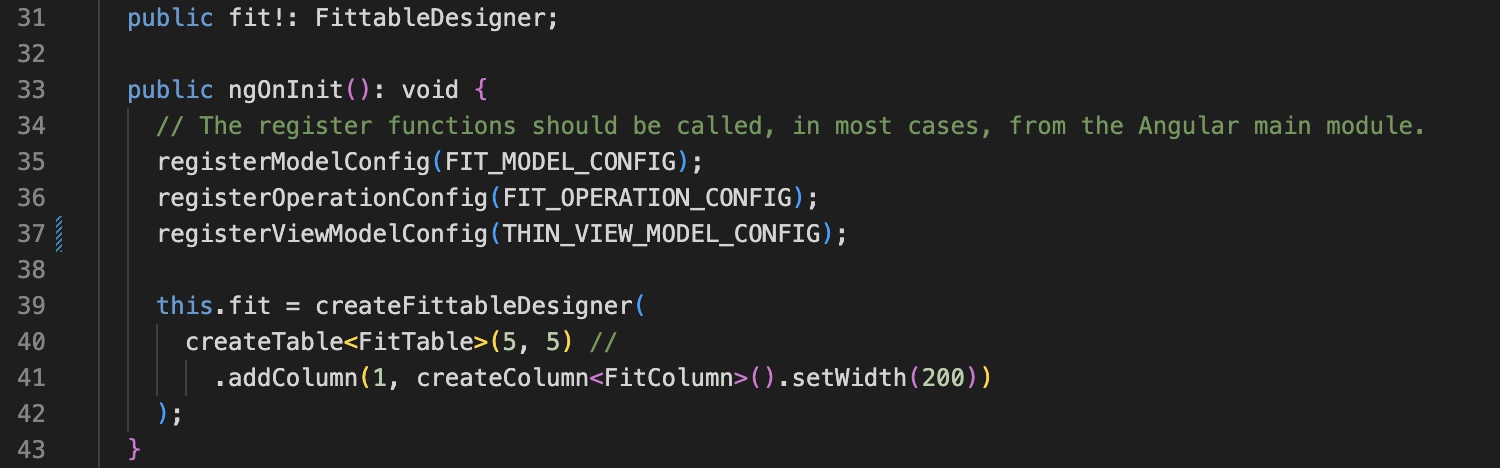 31 public fit!: FittableDesigner;
32
33 public ngOnInit(): void {
34 // The register functions should be called, in most cases, from the Angular main module.
35 registerModelConfig(FIT_MODEL_CONFIG);
36 registerOperationConfig(FIT_OPERATION_CONFIG);
37 registerViewModelConfig(THIN_VIEW_MODEL_CONFIG);
38
39 this.fit = createFittableDesigner(
40 createTable<FitTable>(5, 5) //
41 .addColumn(1, createColumn<FitColumn>().setWidth(200))
42 );
43 }